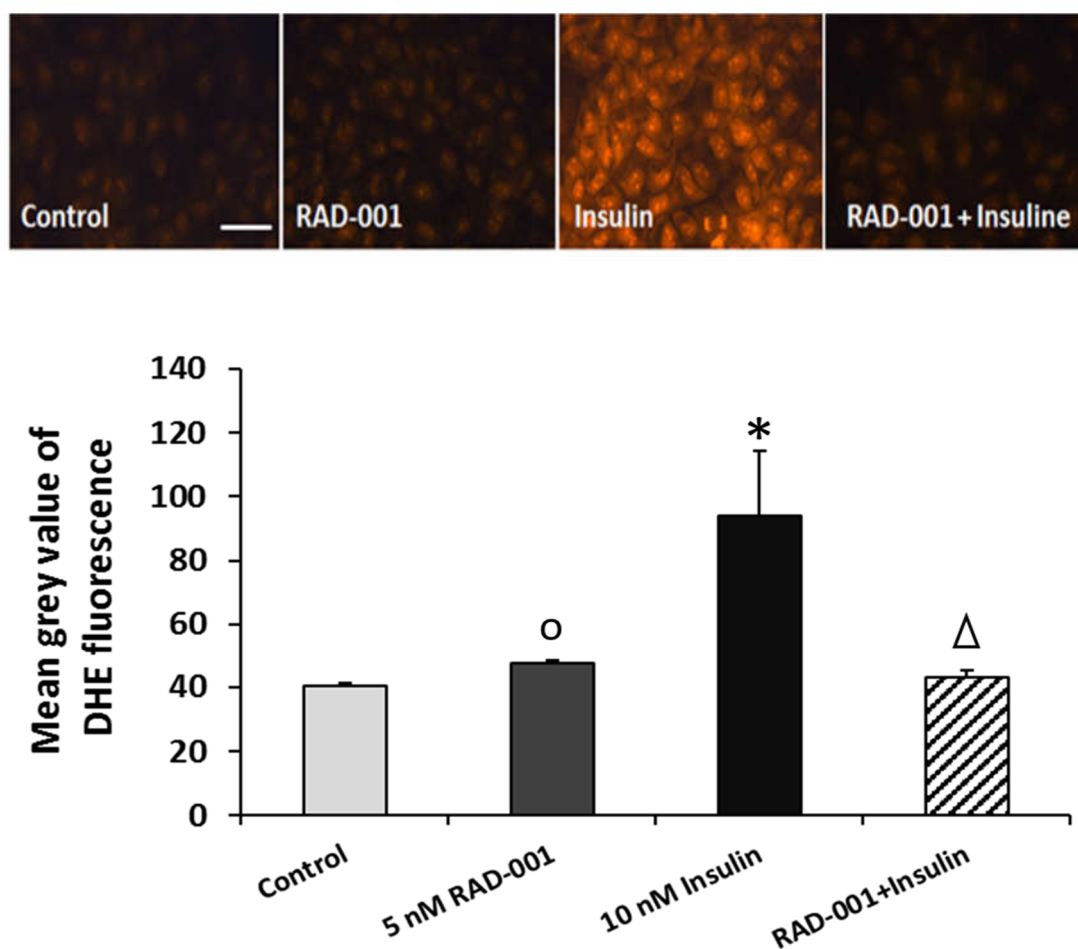 Control
RAD-001
Insulin
RAD-001 + Insuline
140
120
100
80
60
40
20
0
Mean grey value of
DHE fluorescence
o
*
Δ
Control
5 nM RAD-001
10 nM Insulin
RAD-001+Insulin